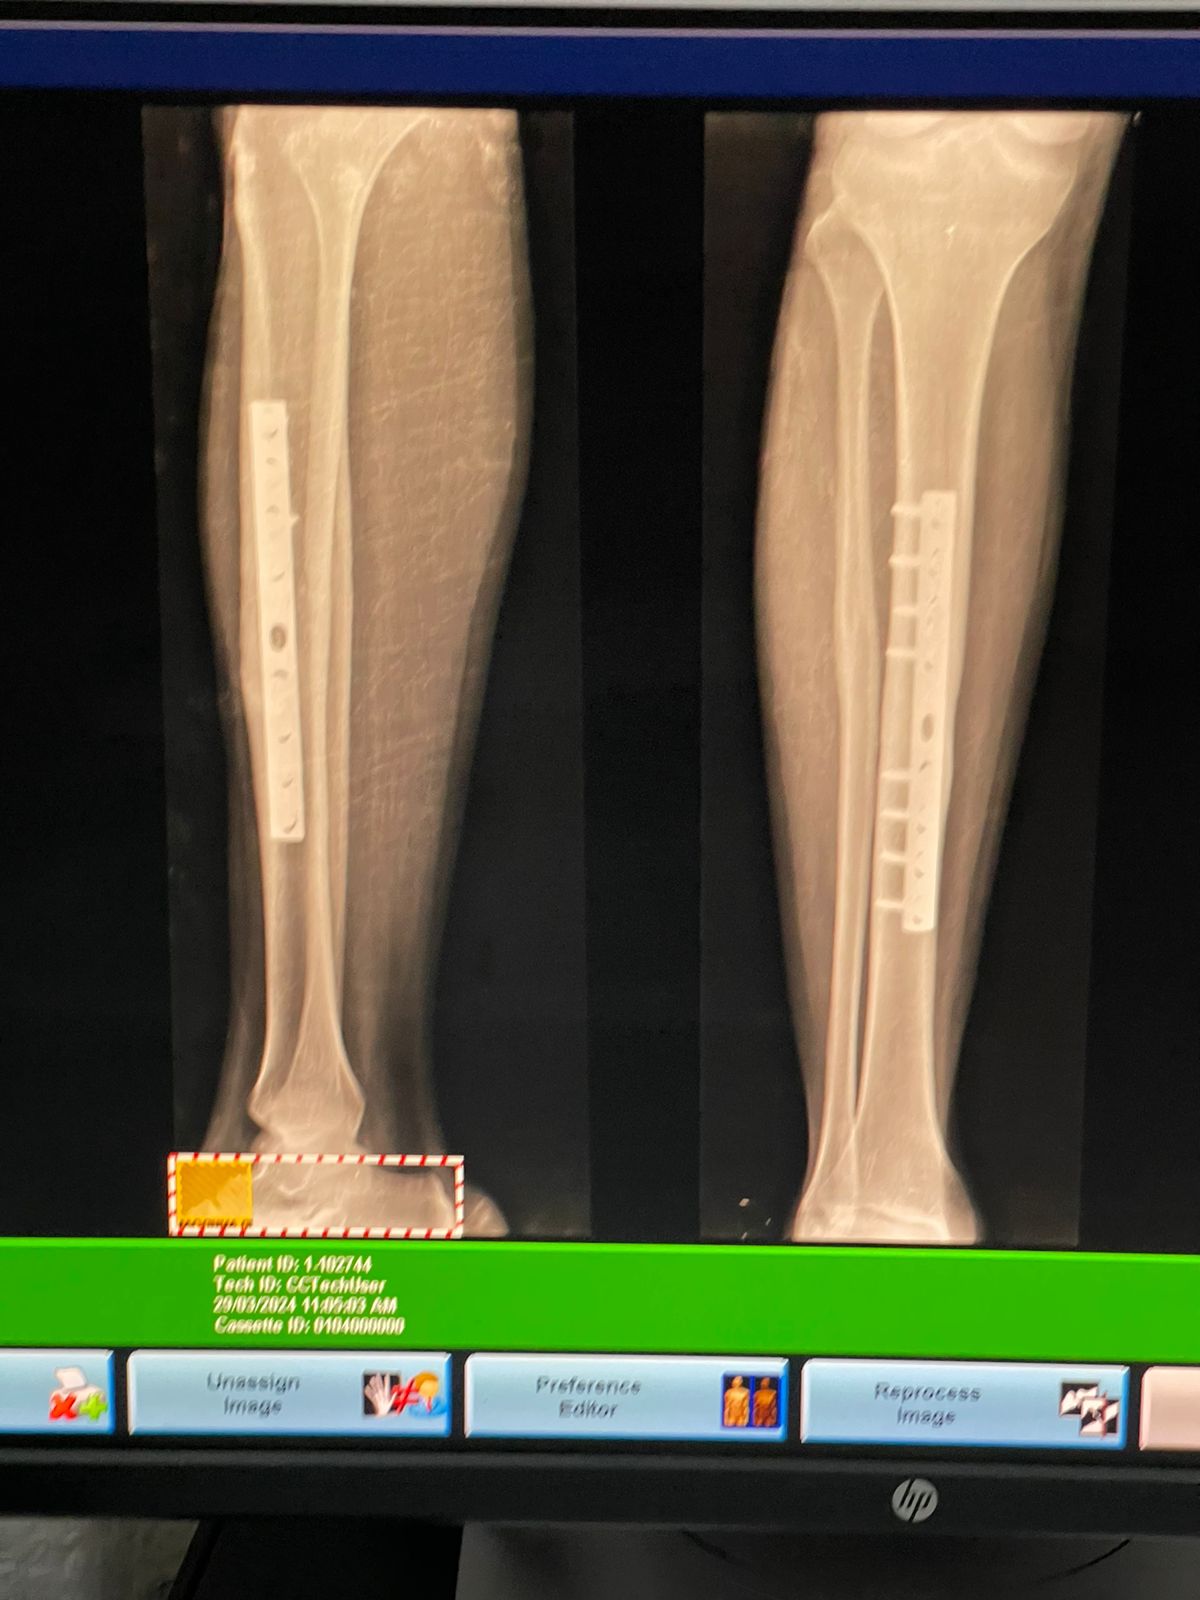 Patient ID: 1-102744
Tech ID: CCTechUser
29/03/2024 11:05:03 AM
Cassette ID: 0104000000
Unassign
Image
Preference
Editor
Reprocess
Image
hp